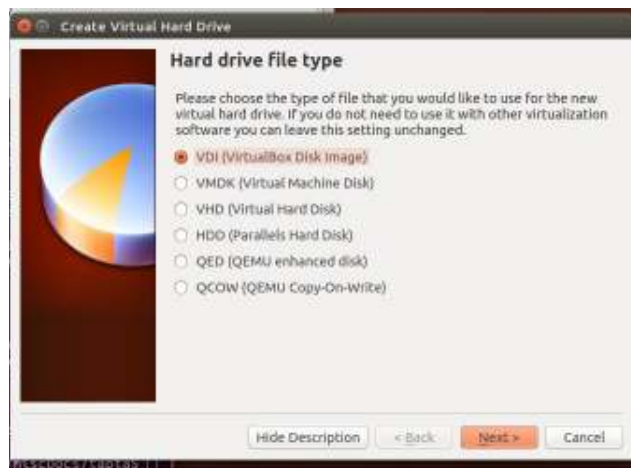 Create Virtual Hard Drive
Hard drive file type
Please choose the type of file that you would like to use for the new
virtual hard drive. If you do not need to use it with other virtualization
software you can leave this setting unchanged.
VDI (VirtualBox Disk Image)
VMDK (Virtual Machine Disk)
VHD (Virtual Hard Disk)
HDD (Parallels Hard Disk)
QED (QEMU enhanced disk)
QCOW (QEMU Copy-On-Write)
Hide Description
< Back
Next >
Cancel